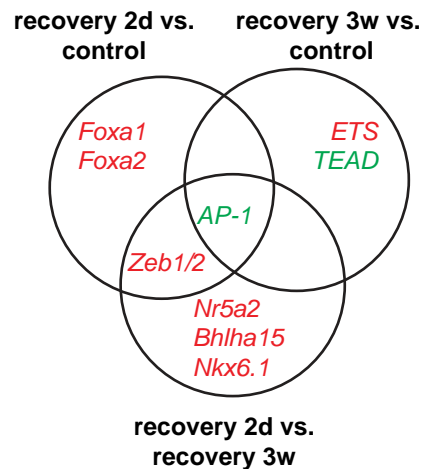 recovery 2d vs.
control
recovery 3w vs.
control
Foxa1
Foxa2
ETS
TEAD
AP-1
Zeb1/2
Nr5a2
Bhlha15
Nkx6.1
recovery 2d vs.
recovery 3w